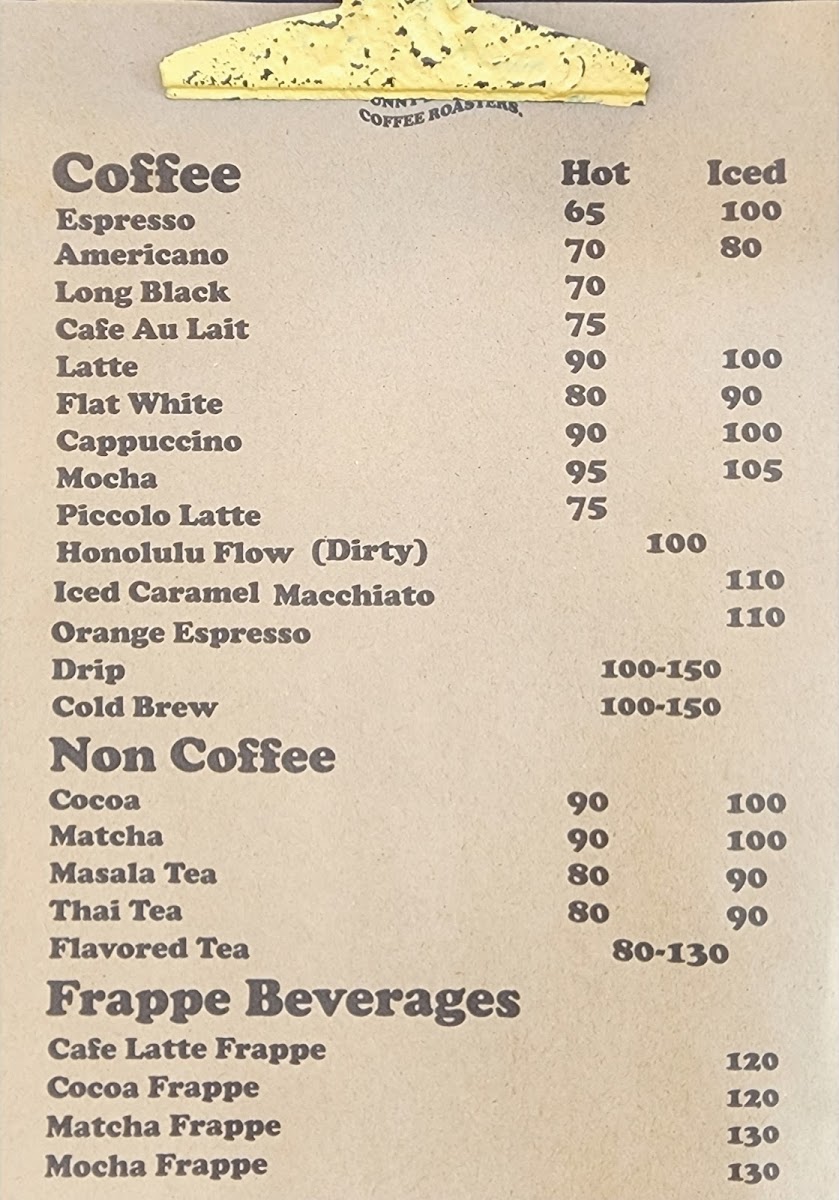 COFFEE ROASTERS.
Coffee Hot Iced
Espresso 65 100
Americano 70 80
Long Black 70
Cafe Au Lait 75
Latte 90 100
Flat White 80 90
Cappuccino 90 100
Mocha 95 105
Piccolo Latte 75
Honolulu Flow (Dirty) 100
Iced Caramel Macchiato 110
Orange Espresso 110
Drip 100-150
Cold Brew 100-150
Non Coffee
Cocoa 90 100
Matcha 90 100
Masala Tea 80 90
Thai Tea 80 90
Flavored Tea 80-130
Frappe Beverages
Cafe Latte Frappe 120
Cocoa Frappe 120
Matcha Frappe 130
Mocha Frappe 130